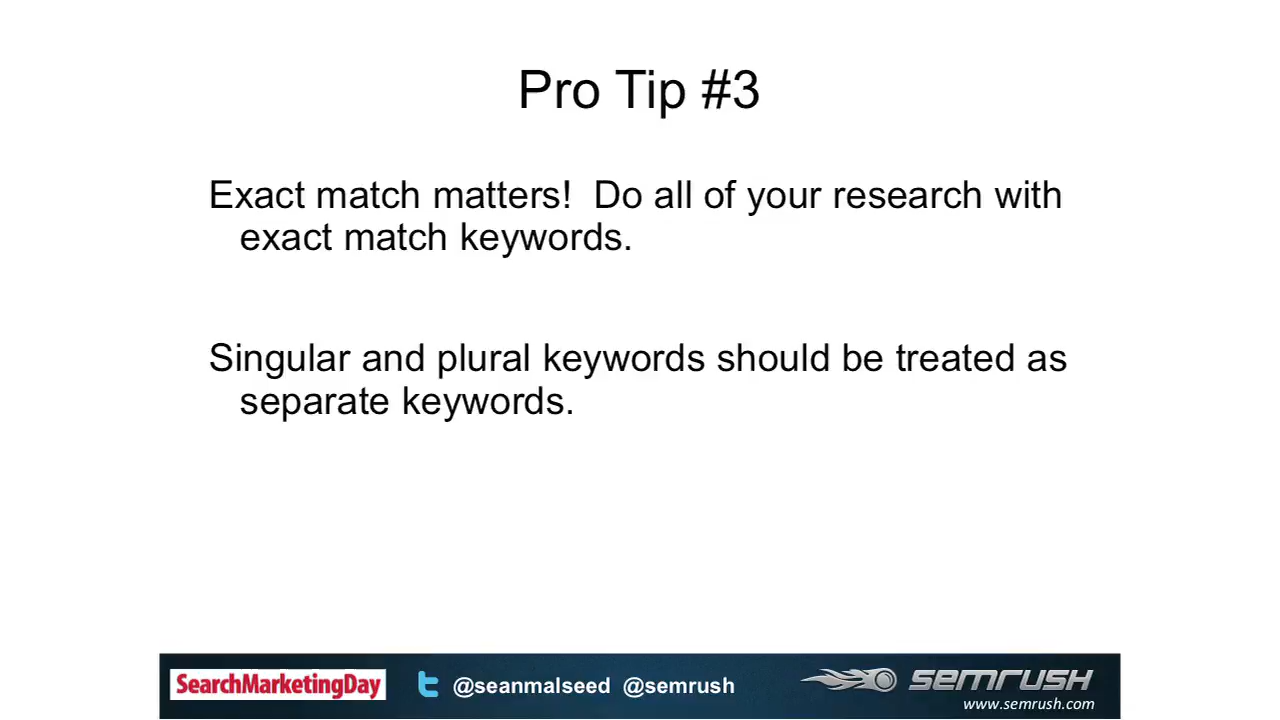 Pro Tip #3
Exact match matters!  Do all of your research with
exact match keywords.
Singular and plural keywords should be treated as
separate keywords.
SearchMarketingDay @seanmalseed @semrush semrush
www.semrush.com